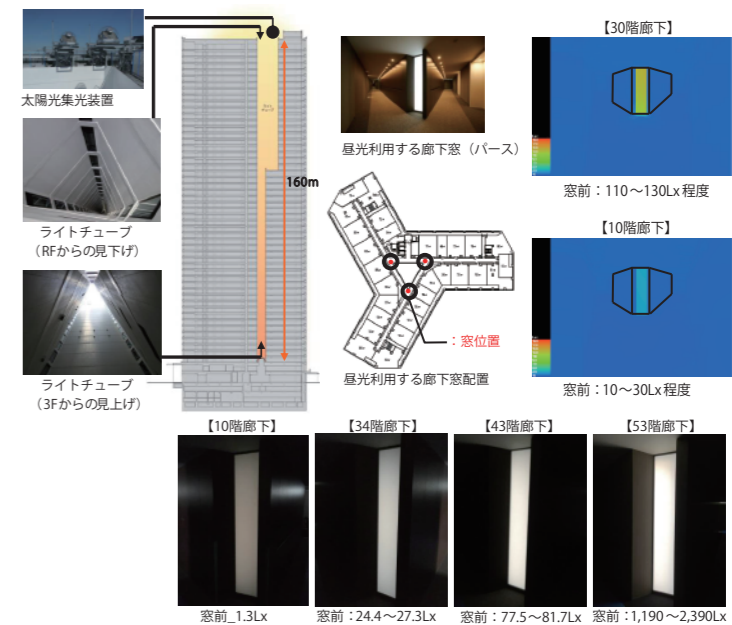 太陽光集光装置
ライトチューブ
（RFからの見下げ）
ライトチューブ
（3Fからの見上げ）
160m
昼光利用する廊下窓（パース）
：窓位置
昼光利用する廊下窓配置
【30階廊下】
窓前：110～130Lx程度
【10階廊下】
窓前：10～30Lx程度
【10階廊下】
窓前_1.3Lx
【34階廊下】
窓前：24.4～27.3Lx
【43階廊下】
窓前：77.5～81.7Lx
【53階廊下】
窓前：1,190～2,390Lx